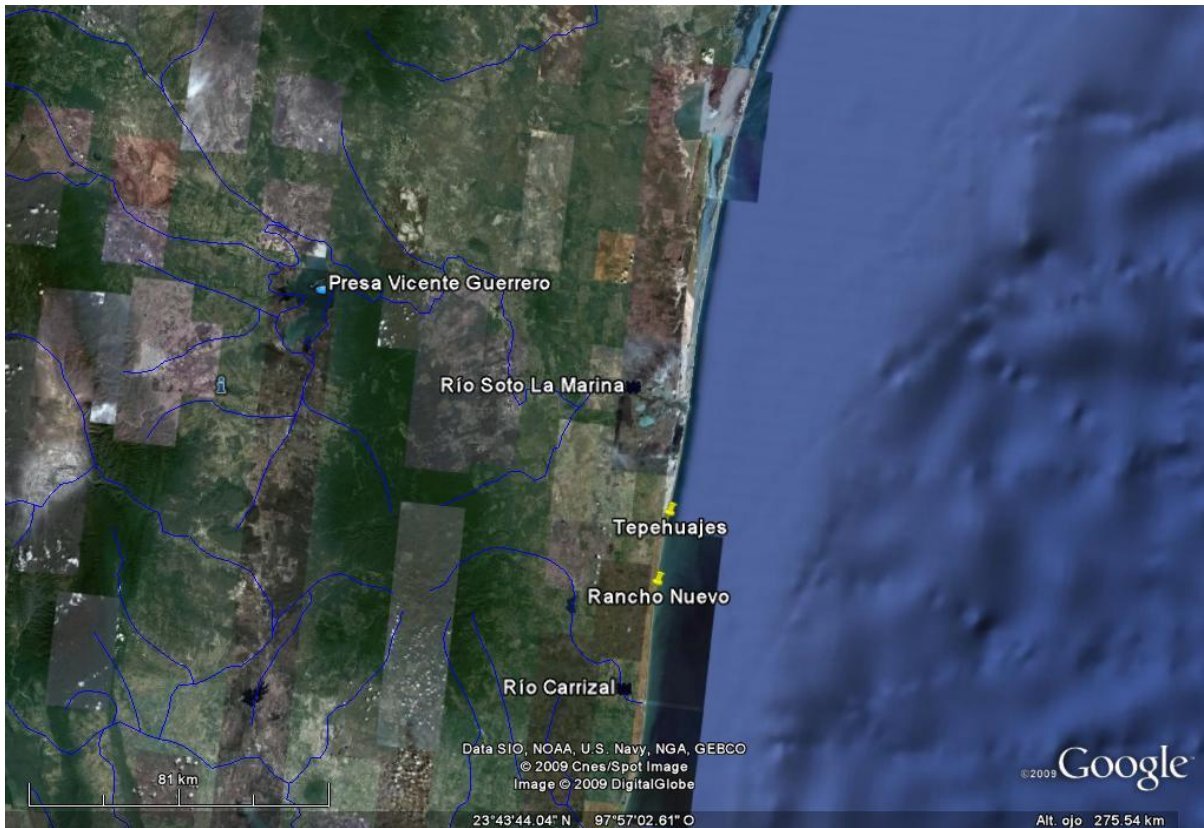 Presa Vicente Guerrero
Río Soto La Marina
Tepehuajes
Rancho Nuevo
Río Carrizal
Data SIO, NOAA, U.S. Navy, NGA, GEBCO
© 2009 Cnes/Spot Image
Image © 2009 DigitalGlobe
81 km
©2009 Google
23°43'44.04" N 97°57'02.61" O
Alt. ojo 275.54 km